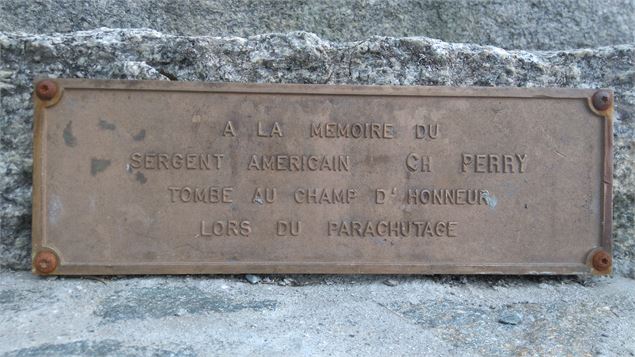 A LA MEMOIRE DU
SERGENT AMERICAIN CH PERRY
TOMBE AU CHAMP D'HONNEUR
LORS DU PARACHUTAGE